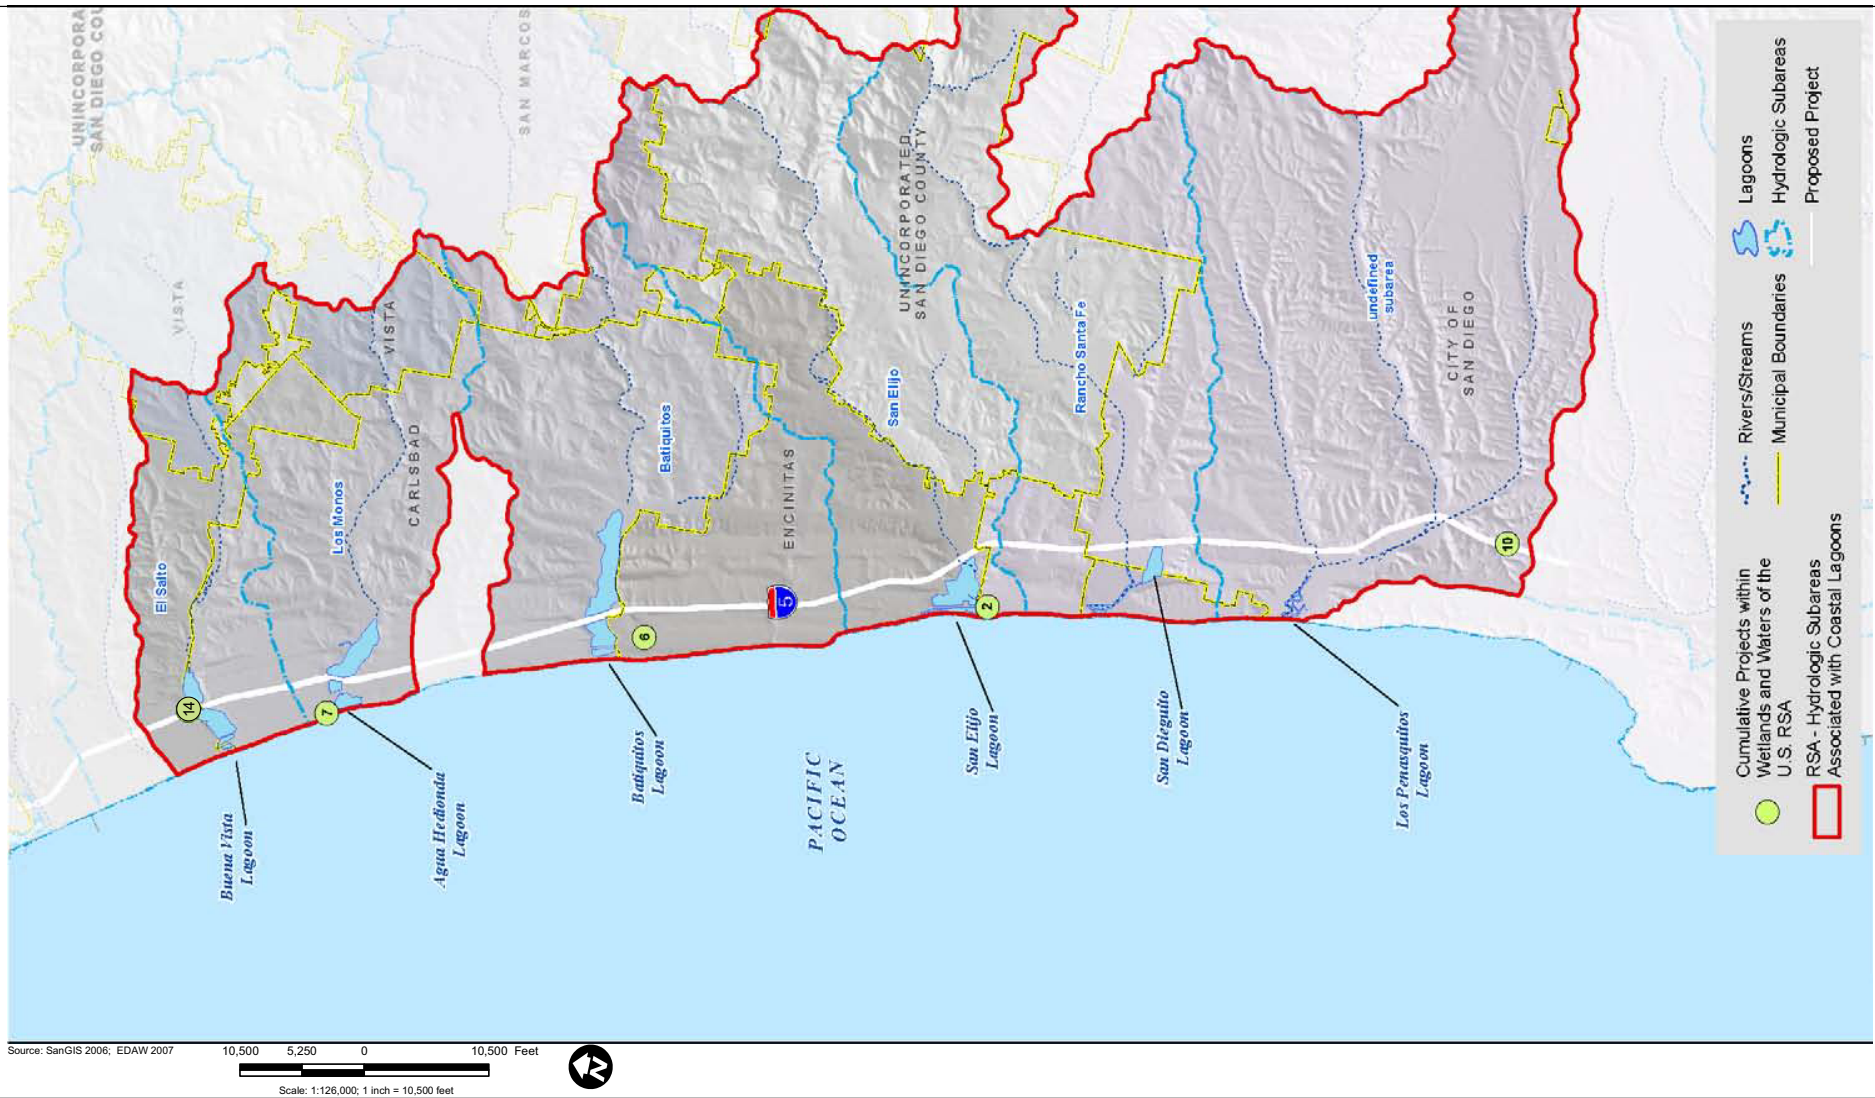 UNINCORPORA
SAN DIEGO COU
SAN MARCOS
VISTA
VISTA
UNINCORPORATED
SAN DIEGO COUNTY
El Salto
Los Monos
CARLSBAD
Batiquitos
ENCINITAS
San Elijo
Rancho Santa Fe
undefined
subarea
CITY OF
SAN DIEGO
14
7
6
5
2
10
Buena Vista
Lagoon
Agua Hedionda
Lagoon
Batiquitos
Lagoon
PACIFIC
OCEAN
San Elijo
Lagoon
San Dieguito
Lagoon
Los Penasquitos
Lagoon
Cumulative Projects within
Wetlands and Waters of the
U.S. RSA
RSA - Hydrologic Subareas
Associated with Coastal Lagoons
Rivers/Streams
Municipal Boundaries
Lagoons
Hydrologic Subareas
Proposed Project
Source: SanGIS 2006; EDAW 2007
10,500 5,250 0 10,500 Feet
Scale: 1:126,000; 1 inch = 10,500 feet
N